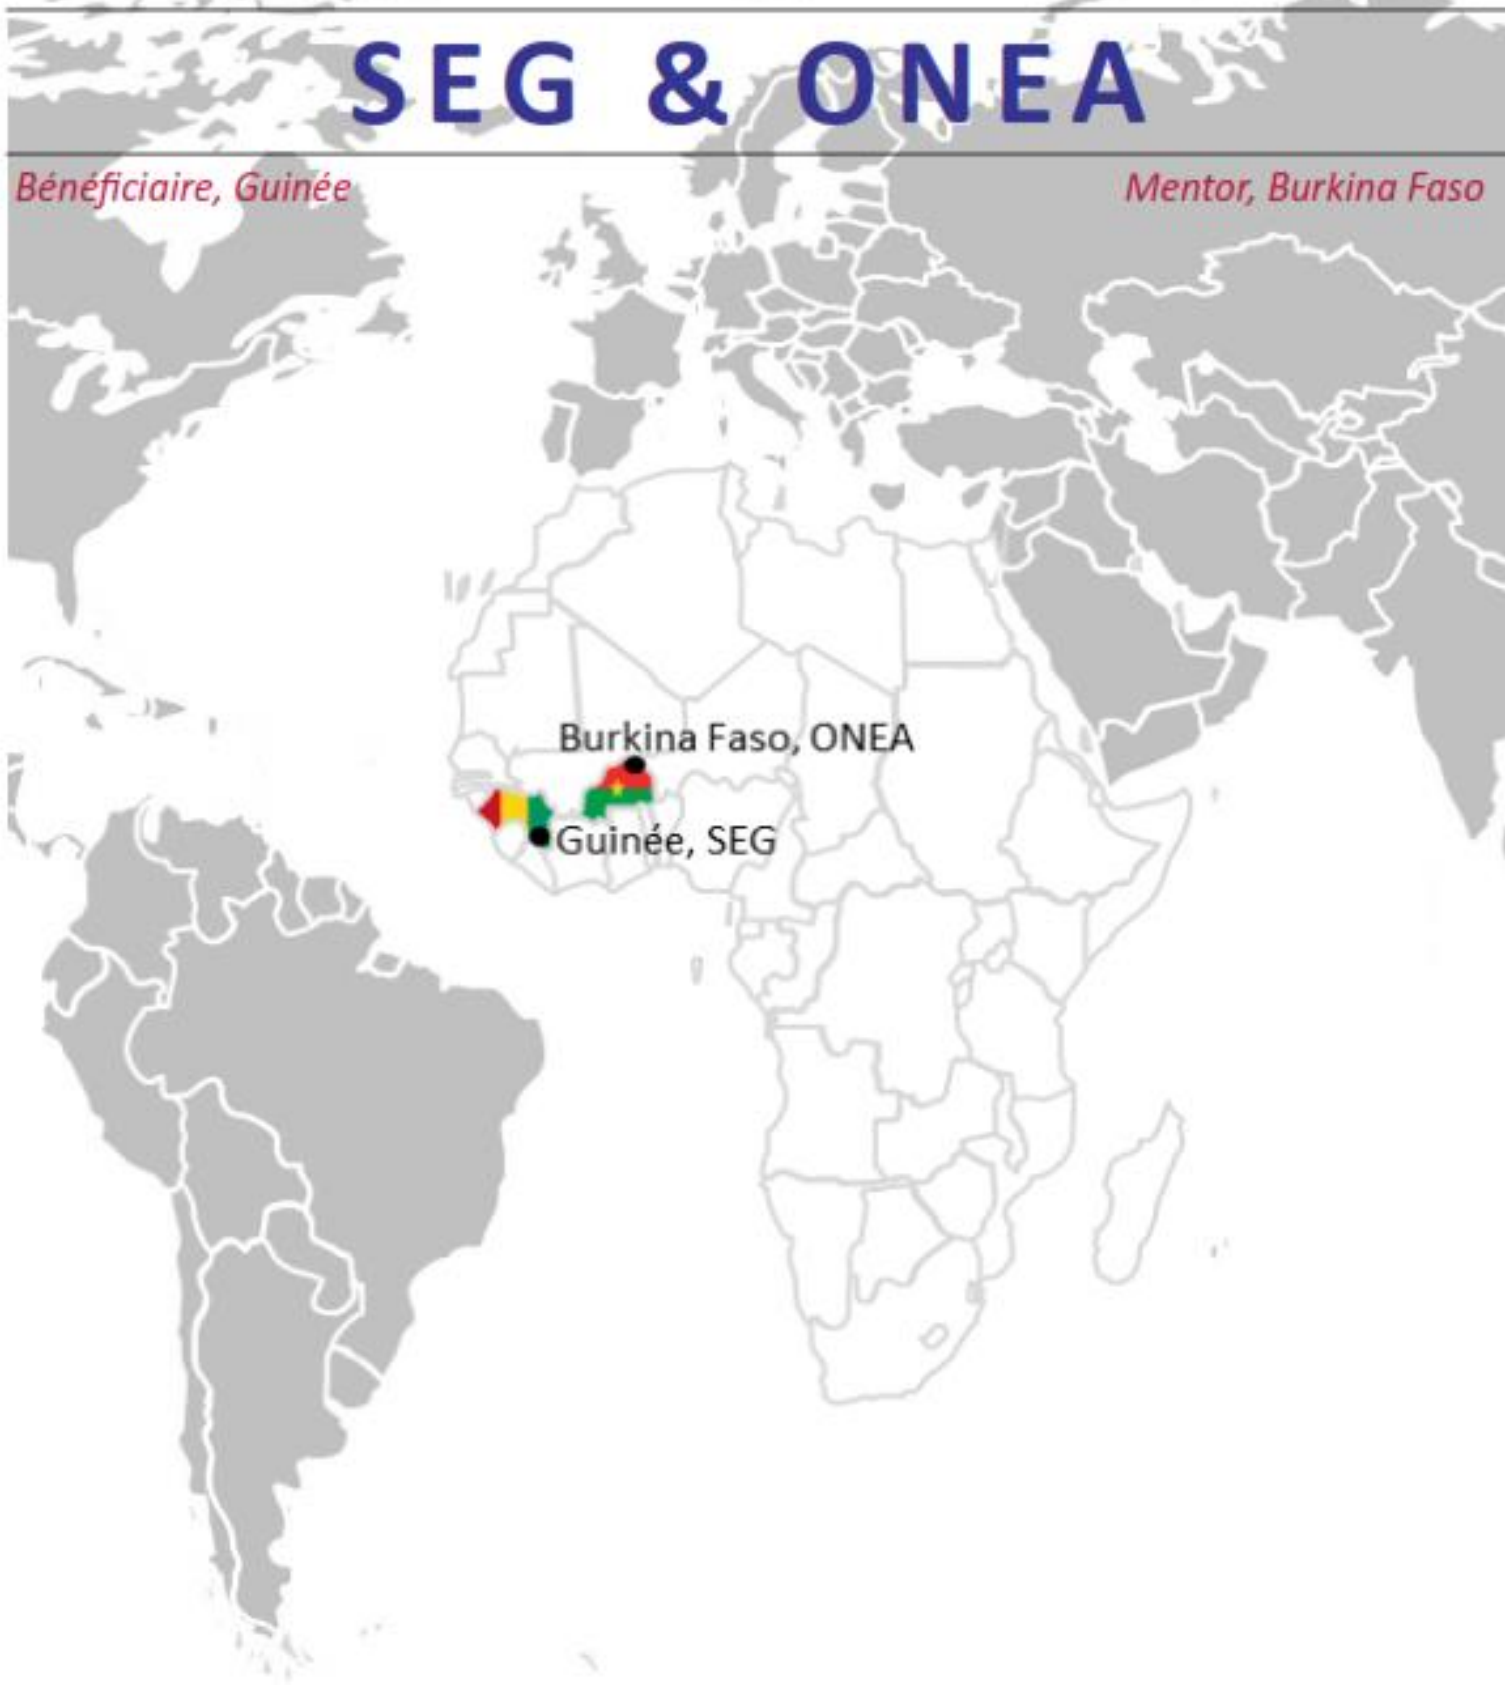 SEG & ONEA
Bénéficiaire, Guinée
Mentor, Burkina Faso
Burkina Faso, ONEA
Guinée, SEG